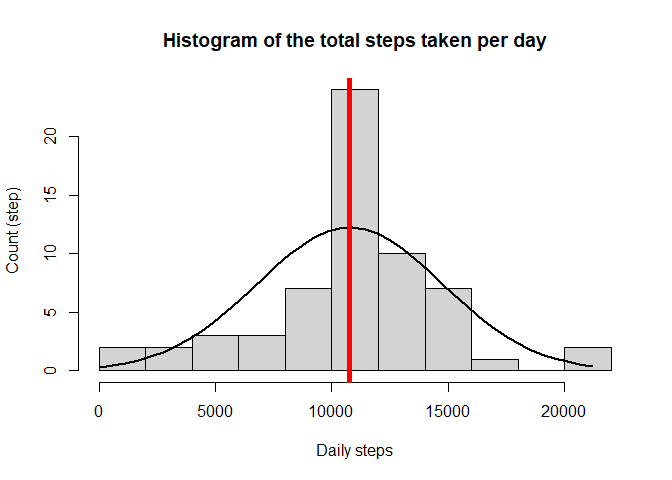 Histogram of the total steps taken per day
Count (step)
20
15
10
5
0
0 5000 10000 15000 20000
Daily steps